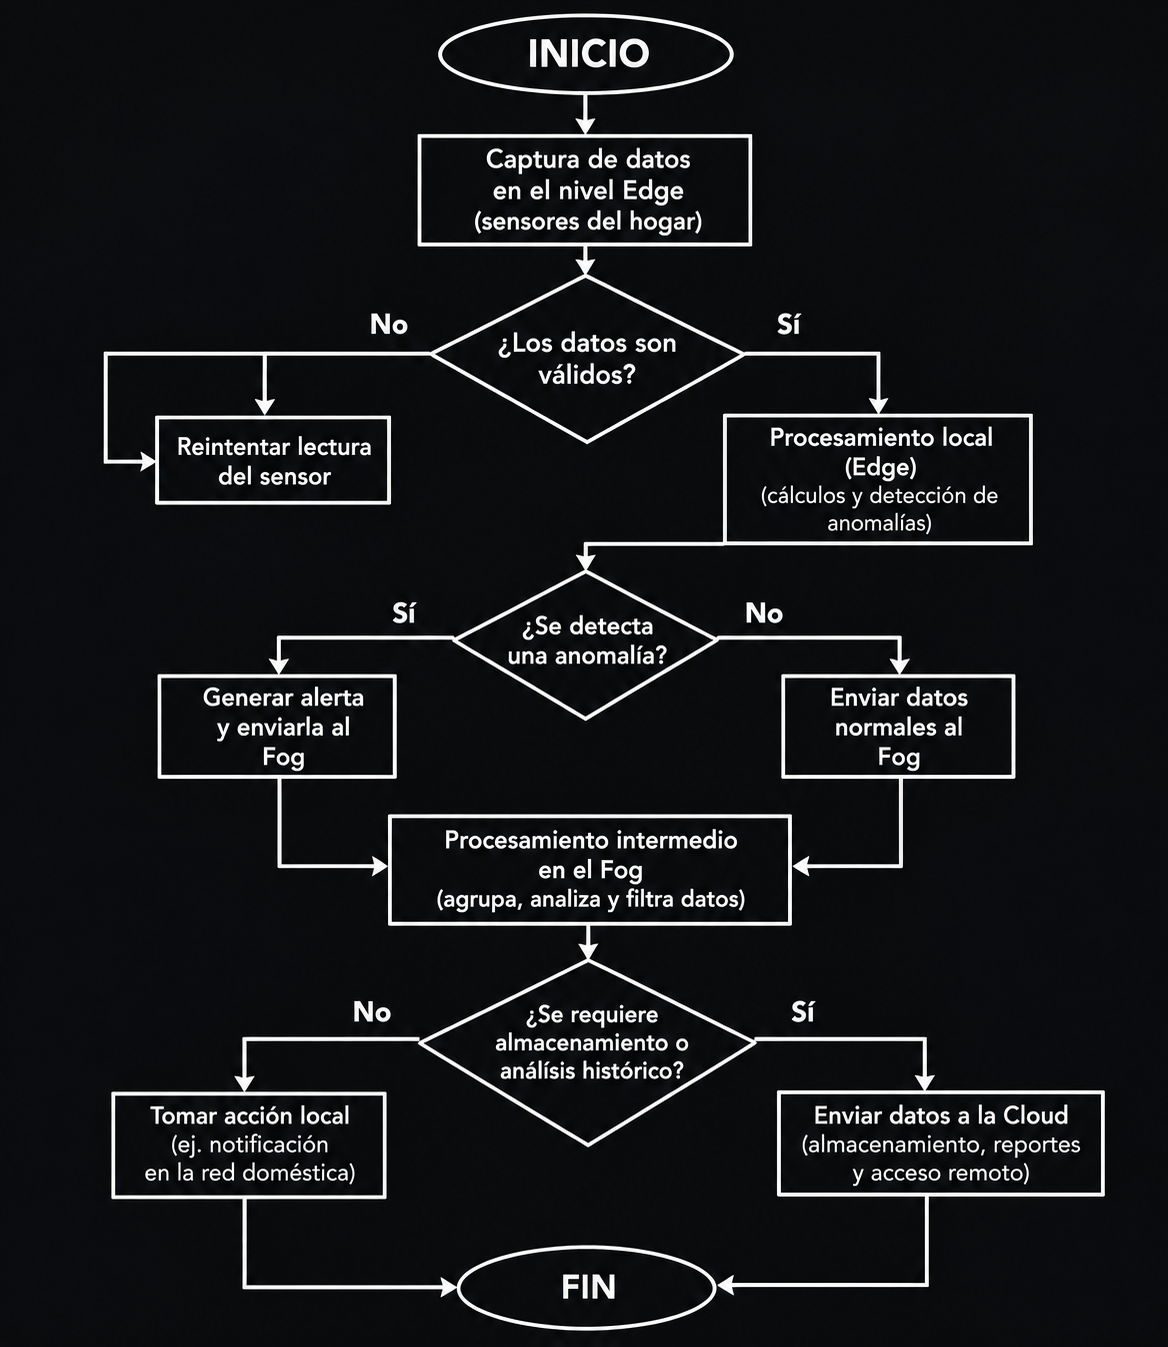 INICIO
Captura de datos
en el nivel Edge
(sensores del hogar)
No
Sí
¿Los datos son
válidos?
Reintentar lectura
del sensor
Procesamiento local
(Edge)
(cálculos y detección de
anomalías)
Sí
No
¿Se detecta
una anomalía?
Generar alerta
y enviarla al
Fog
Enviar datos
normales al
Fog
Procesamiento intermedio
en el Fog
(agrupa, analiza y filtra datos)
No
Sí
¿Se requiere
almacenamiento o
análísis histórico?
Tomar acción local
(ej. notificación
en la red doméstica)
Enviar datos a la Cloud
(almacenamiento, reportes
y acceso remoto)
FIN